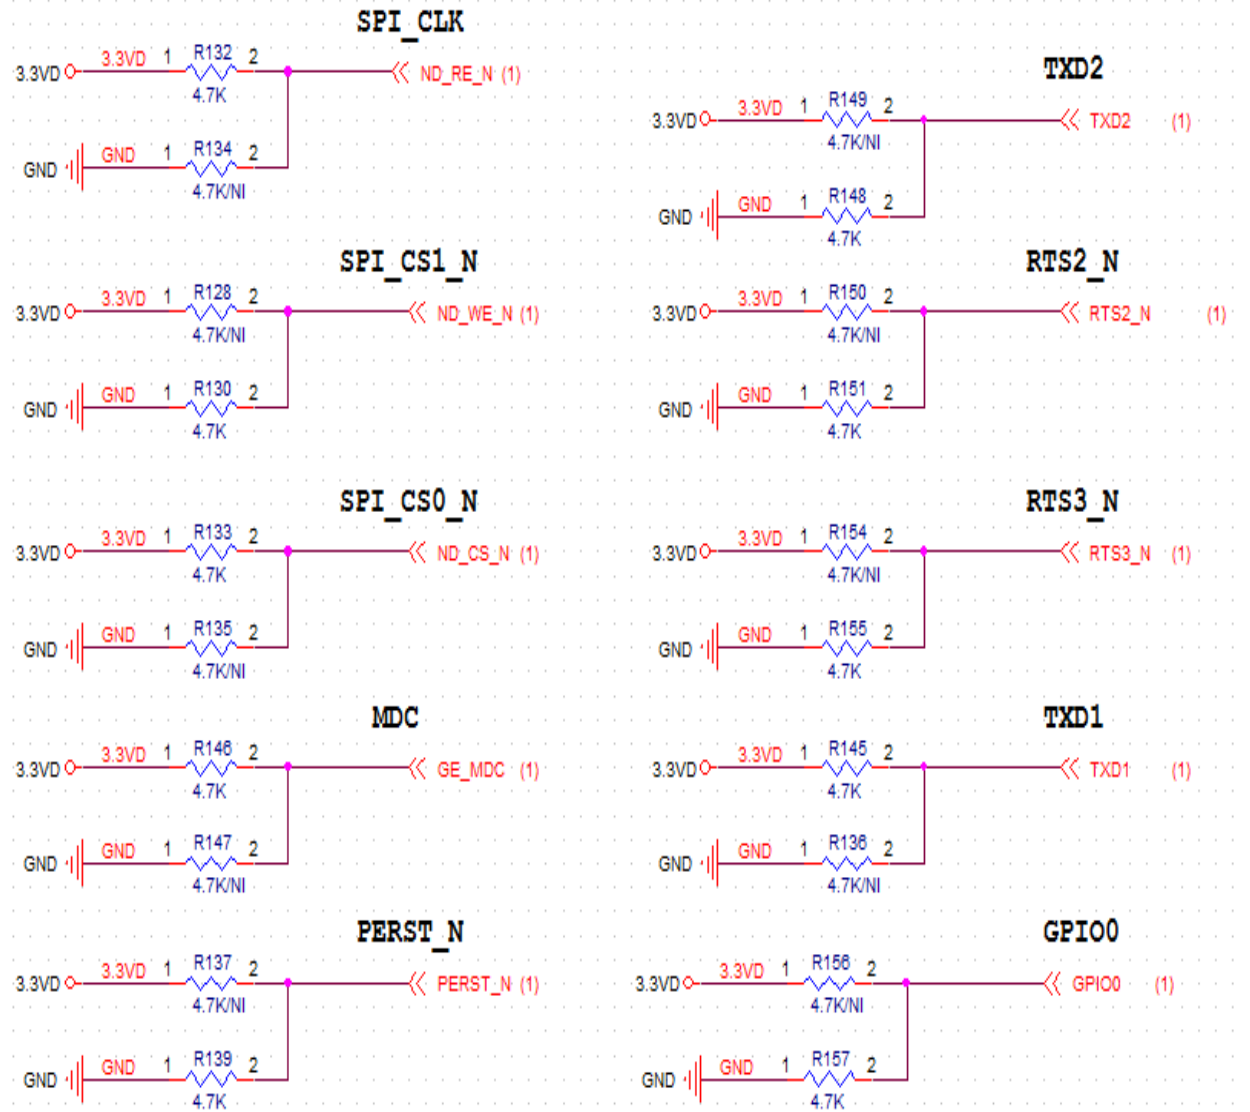 SPI_CLK
3.3VD 3.3VD 1 R132 2 ND_RE_N (1)
4.7K
GND GND 1 R134 2
4.7K/NI
SPI_CS1_N
3.3VD 3.3VD 1 R128 2 ND_WE_N (1)
4.7K/NI
GND GND 1 R130 2
4.7K
SPI_CS0_N
3.3VD 3.3VD 1 R133 2 ND_CS_N (1)
4.7K
GND GND 1 R135 2
4.7K/NI
MDC
3.3VD 3.3VD 1 R146 2 GE_MDC (1)
4.7K
GND GND 1 R147 2
4.7K/NI
PERST_N
3.3VD 3.3VD 1 R137 2 PERST_N (1)
4.7K/NI
GND GND 1 R139 2
4.7K
TXD2
3.3VD 3.3VD 1 R149 2 TXD2 (1)
4.7K/NI
GND GND 1 R148 2
4.7K
RTS2_N
3.3VD 3.3VD 1 R150 2 RTS2_N (1)
4.7K/NI
GND GND 1 R151 2
4.7K
RTS3_N
3.3VD 3.3VD 1 R154 2 RTS3_N (1)
4.7K/NI
GND GND 1 R155 2
4.7K
TXD1
3.3VD 3.3VD 1 R145 2 TXD1 (1)
4.7K
GND GND 1 R136 2
4.7K/NI
GPIO0
3.3VD 3.3VD 1 R156 2 GPIO0 (1)
4.7K/NI
GND GND 1 R157 2
4.7K